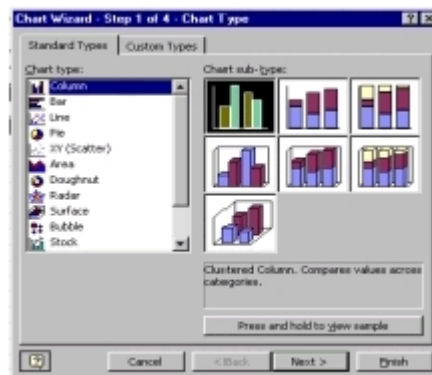 Chart Wizard - Step 1 of 4 - Chart Type
Standard Types
Custom Types
Chart type:
Column
Bar
Line
Pie
XY (Scatter)
Area
Doughnut
Radar
Surface
Bubble
Stock
Chart sub-type:
Clustered Column. Compares values across
categories.
Press and hold to view sample
Cancel
< Back
Next >
Finish